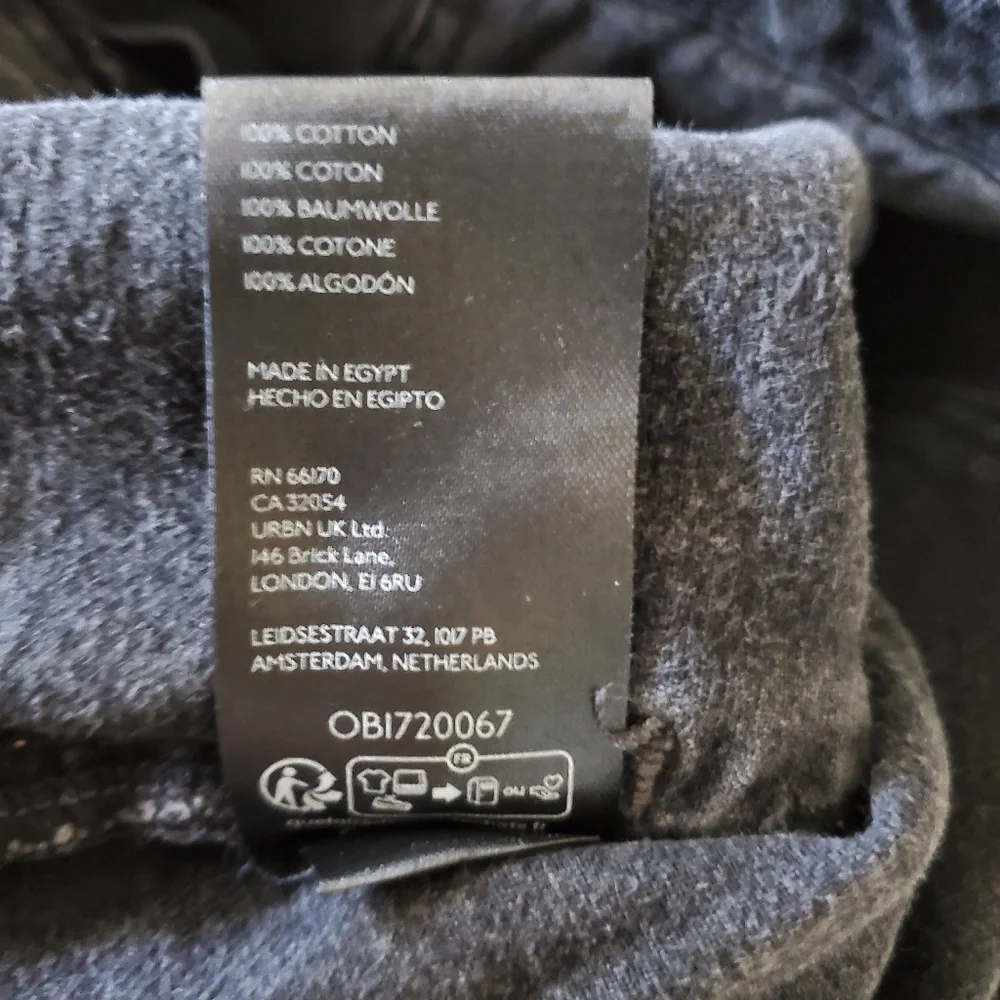 100% COTTON
100% COTON
100% BAUMWOLLE
100% COTONE
100% ALGODÓN
MADE IN EGYPT
HECHO EN EGIPTO
RN 66170
CA 32054
URBN UK Ltd.
146 Brick Lane,
LONDON, E1 6RU
LEIDSESTRAAT 32, 1017 PB
AMSTERDAM, NETHERLANDS
OB1720067
FR
ou